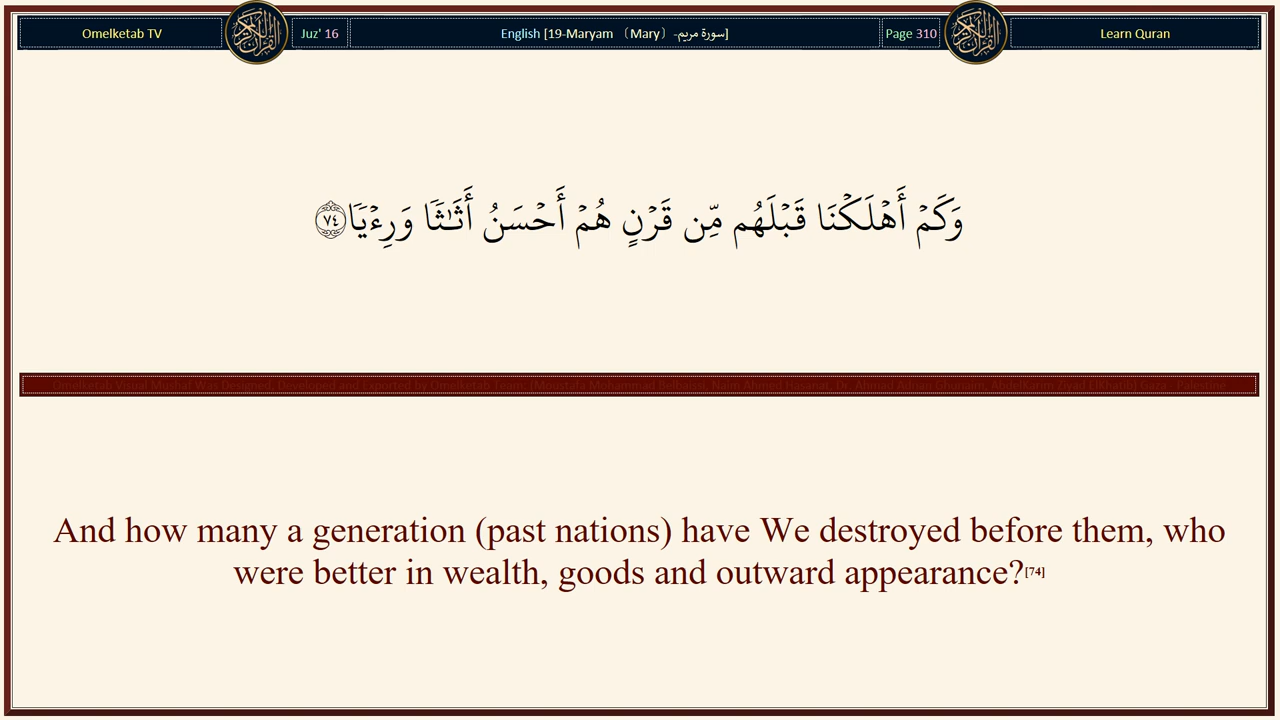 Omelketab TV
Juz' 16
English [19-Maryam （Mary）-سورة مريم]
Page 310
Learn Quran
وَكَمْ أَهْلَكْنَا قَبْلَهُم مِّن قَرْنٍ هُمْ أَحْسَنُ أَثَـٰثًا وَرِءْيًا ٧٤
And how many a generation (past nations) have We destroyed before them, who
were better in wealth, goods and outward appearance?[74]